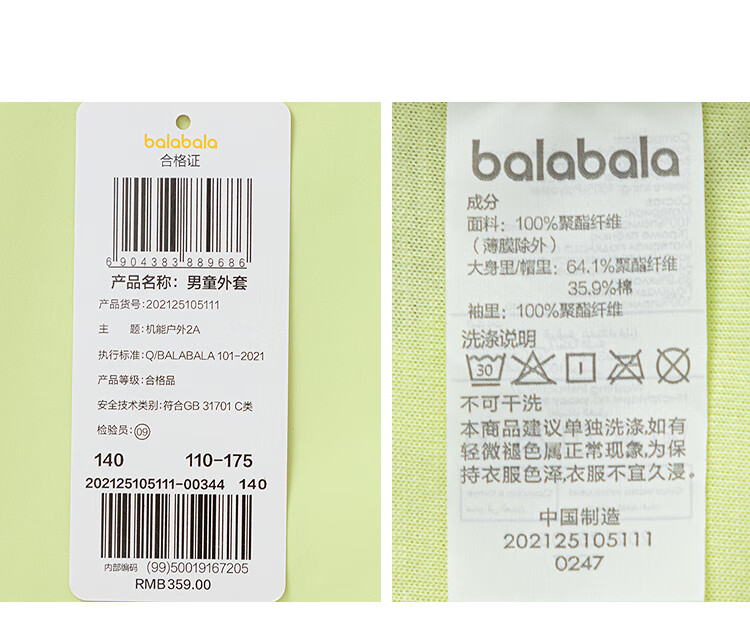 balabala
合格证
6904383889686
产品名称: 男童外套
产品货号:202125105111
主 题:机能户外2A
执行标准:Q/BALABALA 101-2021
产品等级:合格品
安全技术类别:符合GB 31701 C类
检验员:09
140 110-175
202125105111-00344 140
内部编码 (99)50019167205
RMB359.00
balabala
成分
面料: 100%聚酯纤维
(薄膜除外)
大身里/帽里: 64.1%聚酯纤维
35.9%棉
袖里: 100%聚酯纤维
洗涤说明
30
不可干洗
本商品建议单独洗涤,如有
轻微褪色属正常现象,为保
持衣服色泽,衣服不宜久浸。
中国制造
202125105111
0247